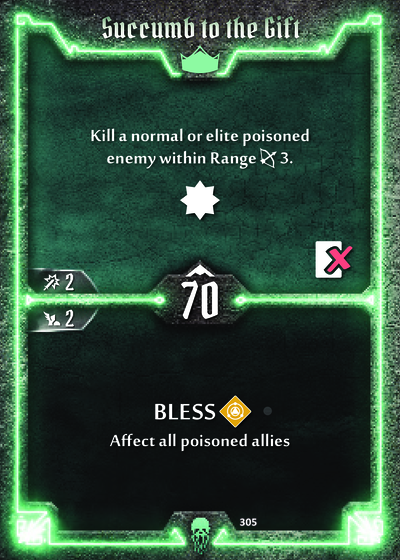 Succumb to the Gift
Kill a normal or elite poisoned
enemy within Range 3.
2
70
2
BLESS
Affect all poisoned allies
305